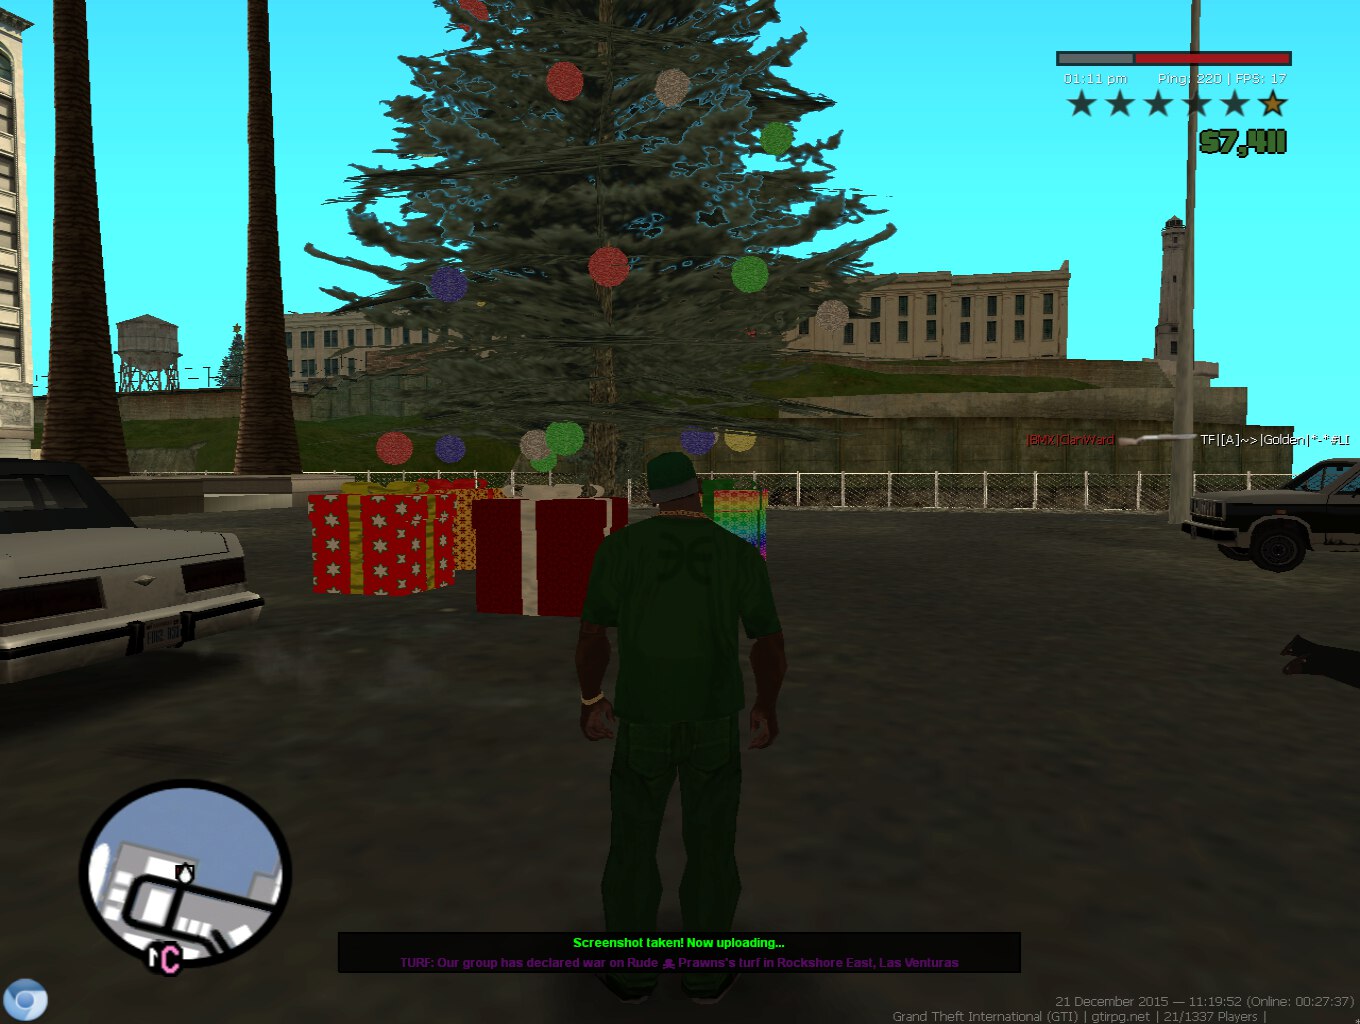 01:11 pm Ping: 220 | FPS: 17
$7,411
|BMX|ClanWard TF|[A]~>|Golden|*-*#LI
Screenshot taken! Now uploading...
TURF: Our group has declared war on Rude ☠ Prawns's turf in Rockshore East, Las Venturas
21 December 2015 — 11:19:52 (Online: 00:27:37)
Grand Theft International (GTI) | gtirpg.net | 21/1337 Players |